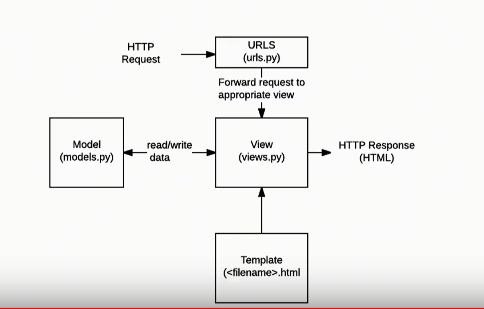 HTTP
Request
URLS
(urls.py)
Forward request to
appropriate view
Model
(models.py)
read/write
data
View
(views.py)
HTTP Response
(HTML)
Template
(<filename>.html